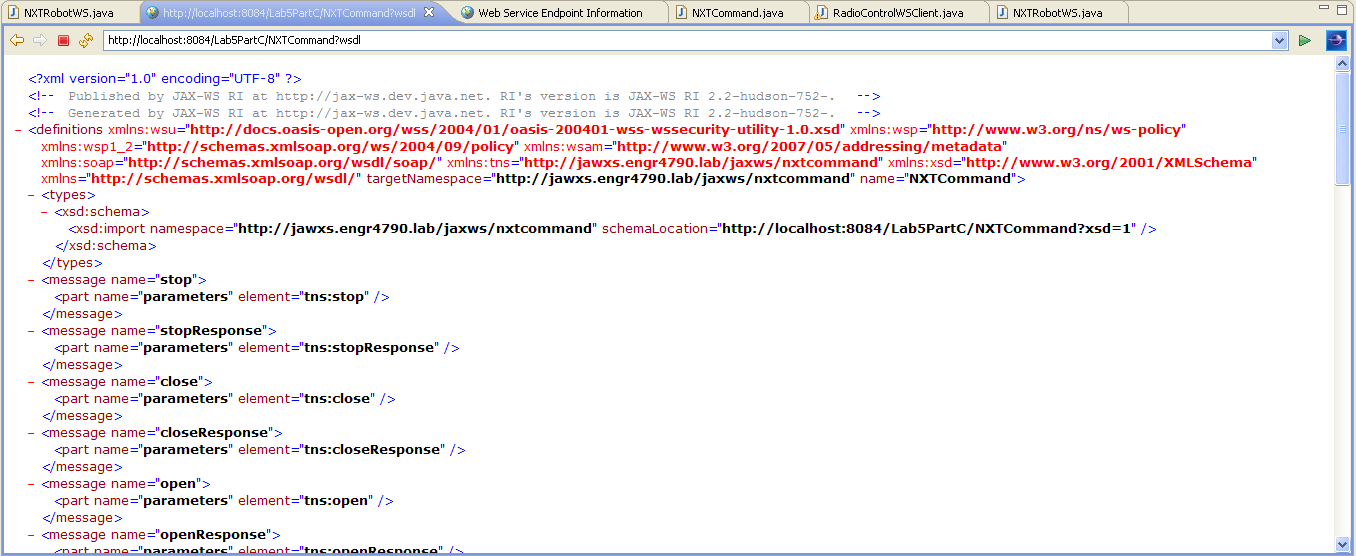 NXTRobotWS.java http://localhost:8084/Lab5PartC/NXTCommand?wsdl Web Service Endpoint Information NXTCommand.java RadioControlWSClient.java NXTRobotWS.java
http://localhost:8084/Lab5PartC/NXTCommand?wsdl
<?xml version="1.0" encoding="UTF-8" ?>
<!-- Published by JAX-WS RI at http://jax-ws.dev.java.net. RI's version is JAX-WS RI 2.2-hudson-752-. -->
<!-- Generated by JAX-WS RI at http://jax-ws.dev.java.net. RI's version is JAX-WS RI 2.2-hudson-752-. -->
- <definitions xmlns:wsu="http://docs.oasis-open.org/wss/2004/01/oasis-200401-wss-wssecurity-utility-1.0.xsd" xmlns:wsp="http://www.w3.org/ns/ws-policy"
xmlns:wsp1_2="http://schemas.xmlsoap.org/ws/2004/09/policy" xmlns:wsam="http://www.w3.org/2007/05/addressing/metadata"
xmlns:soap="http://schemas.xmlsoap.org/wsdl/soap/" xmlns:tns="http://jawxs.engr4790.lab/jaxws/nxtcommand" xmlns:xsd="http://www.w3.org/2001/XMLSchema"
xmlns="http://schemas.xmlsoap.org/wsdl/" targetNamespace="http://jawxs.engr4790.lab/jaxws/nxtcommand" name="NXTCommand">
- <types>
- <xsd:schema>
<xsd:import namespace="http://jawxs.engr4790.lab/jaxws/nxtcommand" schemaLocation="http://localhost:8084/Lab5PartC/NXTCommand?xsd=1" />
</xsd:schema>
</types>
- <message name="stop">
<part name="parameters" element="tns:stop" />
</message>
- <message name="stopResponse">
<part name="parameters" element="tns:stopResponse" />
</message>
- <message name="close">
<part name="parameters" element="tns:close" />
</message>
- <message name="closeResponse">
<part name="parameters" element="tns:closeResponse" />
</message>
- <message name="open">
<part name="parameters" element="tns:open" />
</message>
- <message name="openResponse">
<part name="parameters" element="tns:openResponse" />